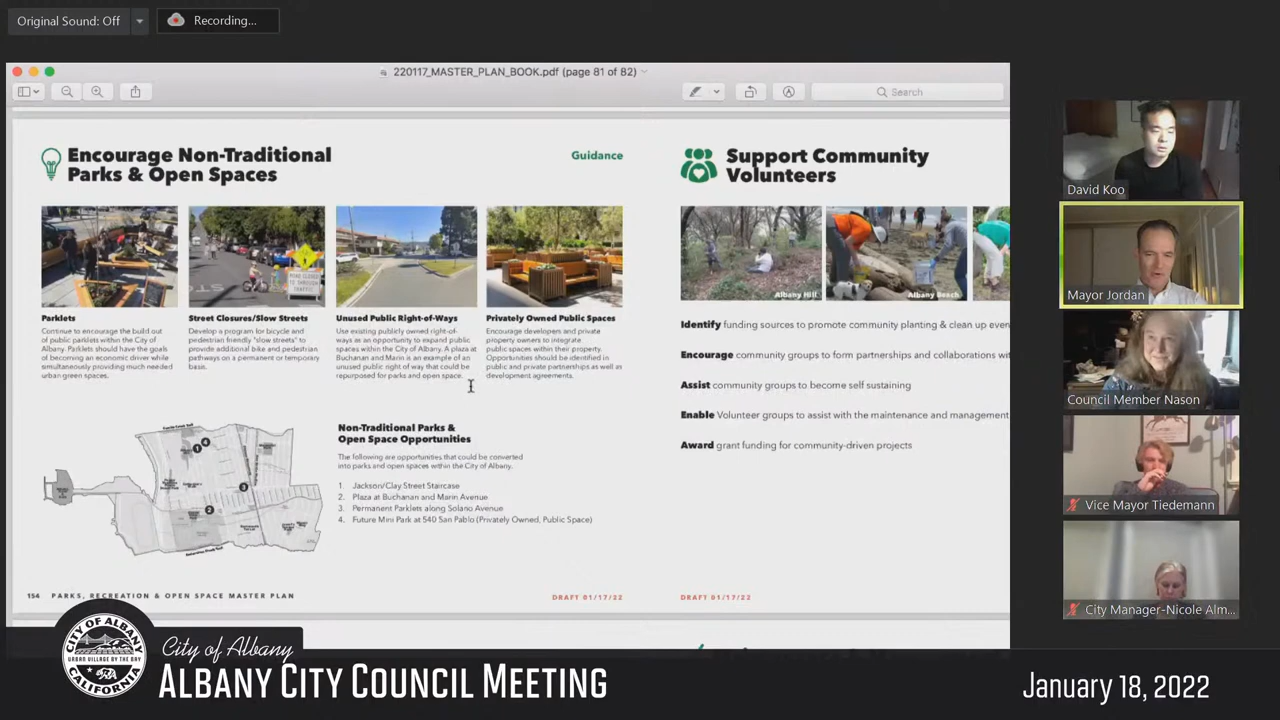 Original Sound: Off
Recording...
220117_MASTER_PLAN_BOOK.pdf (page 81 of 82)
Search
Encourage Non-Traditional
Parks & Open Spaces
Guidance
Parklets
Continue to encourage the build out
of public parklets within the City of
Albany. Parklets should have the goals
of becoming an economic driver while
simultaneously providing much needed
urban green spaces.
Street Closures/Slow Streets
Develop a program for bicycle and
pedestrian friendly "slow streets" to
provide additional bike and pedestrian
pathways on a permanent or temporary
basis.
ROAD CLOSED
TO THROUGH
TRAFFIC
Unused Public Right-of-Ways
Use existing publicly owned right-of-
ways as an opportunity to expand public
spaces within the City of Albany. A plaza at
Buchanan and Marin is an example of an
unused public right of way that could be
repurposed for parks and open space.
Privately Owned Public Spaces
Encourage developers and private
property owners to integrate
public spaces within their property.
Opportunities should be identified in
public and private partnerships as well as
development agreements.
1
4
3
2
Non-Traditional Parks &
Open Space Opportunities
The following are opportunities that could be converted
into parks and open spaces within the City of Albany.
1. Jackson/Clay Street Staircase
2. Plaza at Buchanan and Marin Avenue
3. Permanent Parklets along Solano Avenue
4. Future Mini Park at 540 San Pablo (Privately Owned, Public Space)
154 PARKS, RECREATION & OPEN SPACE MASTER PLAN
DRAFT 01/17/22
Support Community
Volunteers
Albany Hill
Albany Beach
Identify funding sources to promote community planting & clean up even
Encourage community groups to form partnerships and collaborations wi
Assist community groups to become self sustaining
Enable Volunteer groups to assist with the maintenance and management
Award grant funding for community-driven projects
DRAFT 01/17/22
David Koo
Mayor Jordan
Council Member Nason
Vice Mayor Tiedemann
City Manager-Nicole Alm...
CITY OF ALBANY
URBAN VILLAGE BY THE BAY
CALIFORNIA
City of Albany
ALBANY CITY COUNCIL MEETING
January 18, 2022